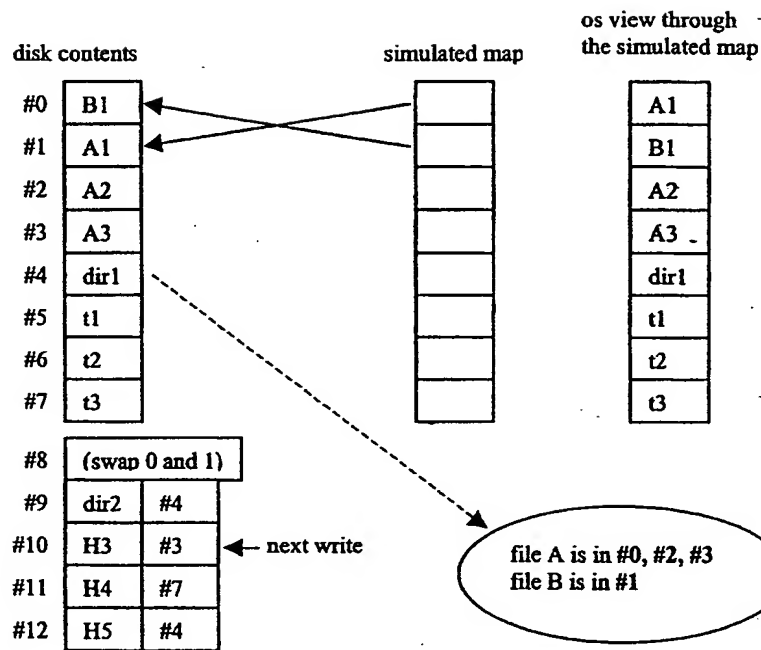 os view through
the simulated map
disk contents
simulated map
#0 B1 A1
#1 A1 B1
#2 A2 A2
#3 A3 A3
#4 dir1 dir1
#5 t1 t1
#6 t2 t2
#7 t3 t3
#8 (swap 0 and 1)
#9 dir2 #4
#10 H3 #3 next write
#11 H4 #7
#12 H5 #4
file A is in #0, #2, #3
file B is in #1